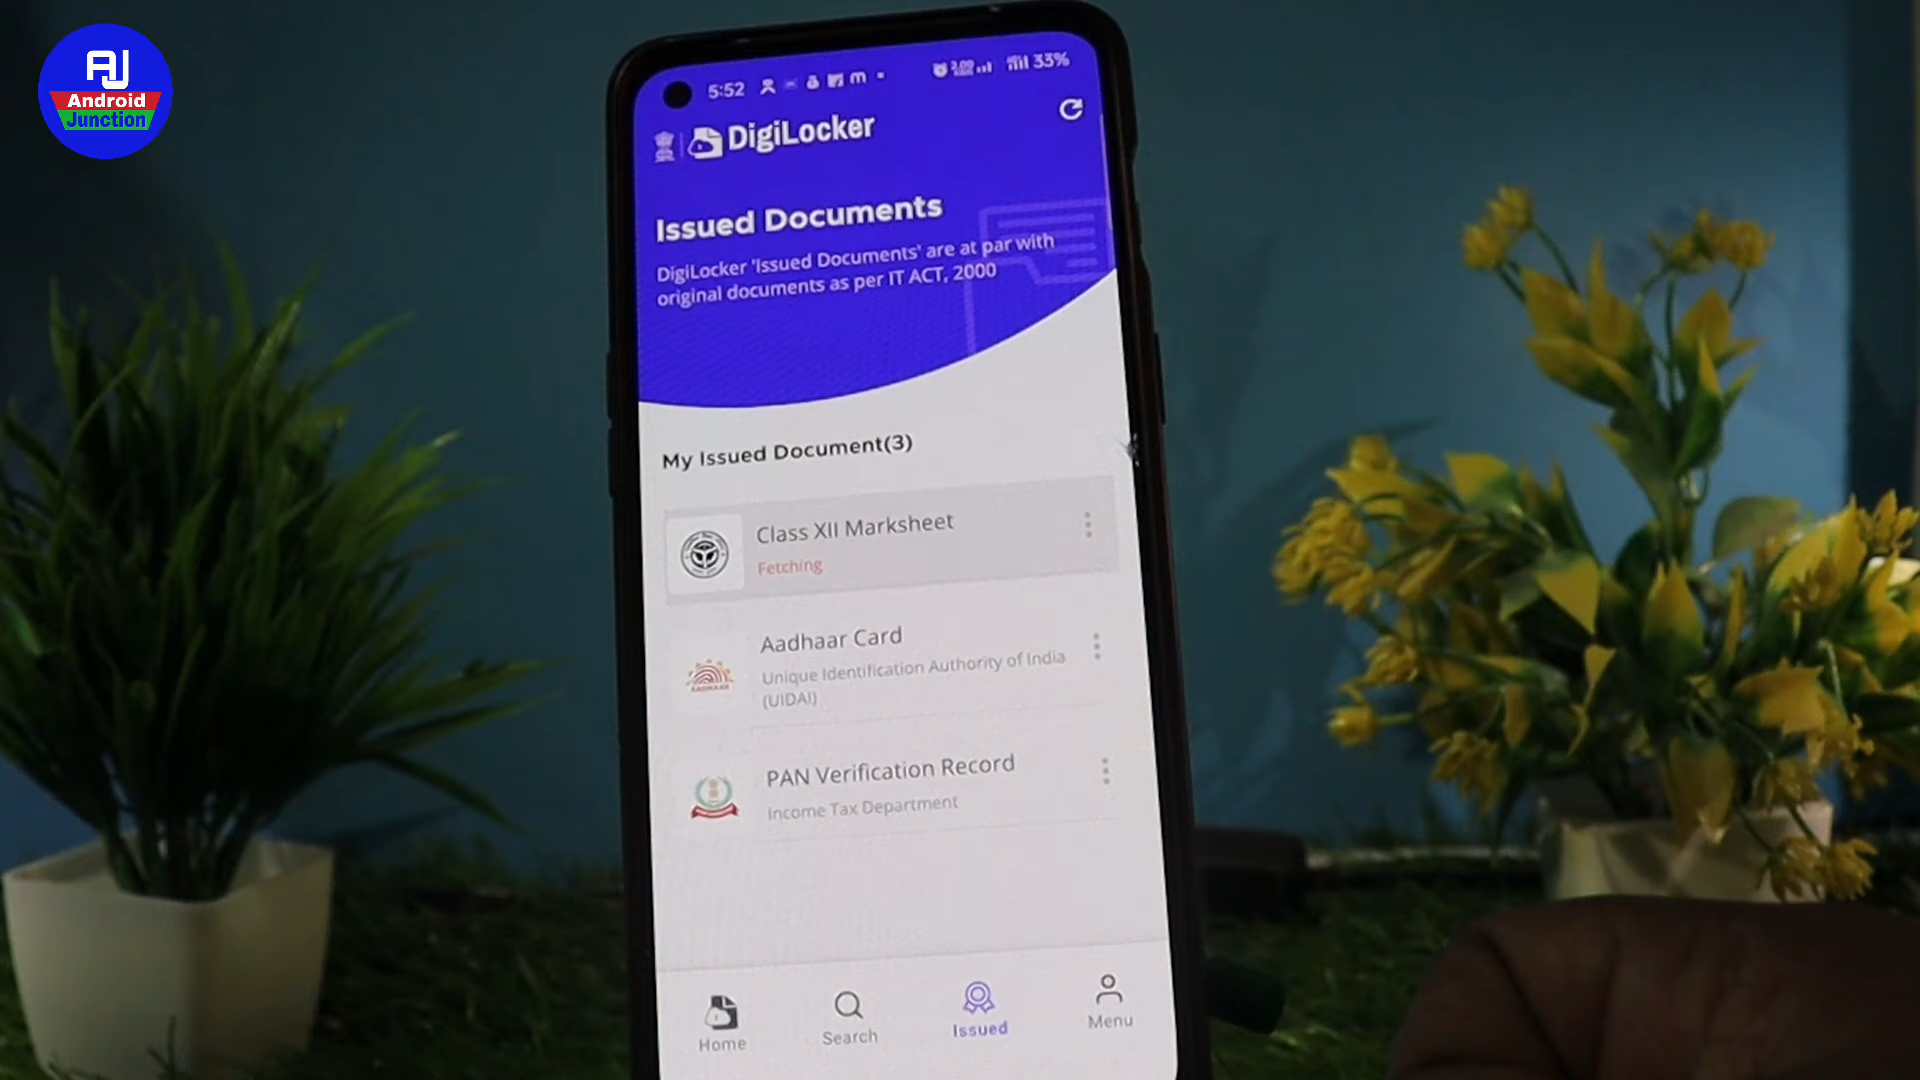 AJ
Android
Junction
5:52
33%
DigiLocker
Issued Documents
DigiLocker 'Issued Documents' are at par with
original documents as per IT ACT, 2000
My Issued Document(3)
Class XII Marksheet
Fetching
Aadhaar Card
Unique Identification Authority of India
(UIDAI)
AADHAAR
PAN Verification Record
Income Tax Department
Home
Search
Issued
Menu